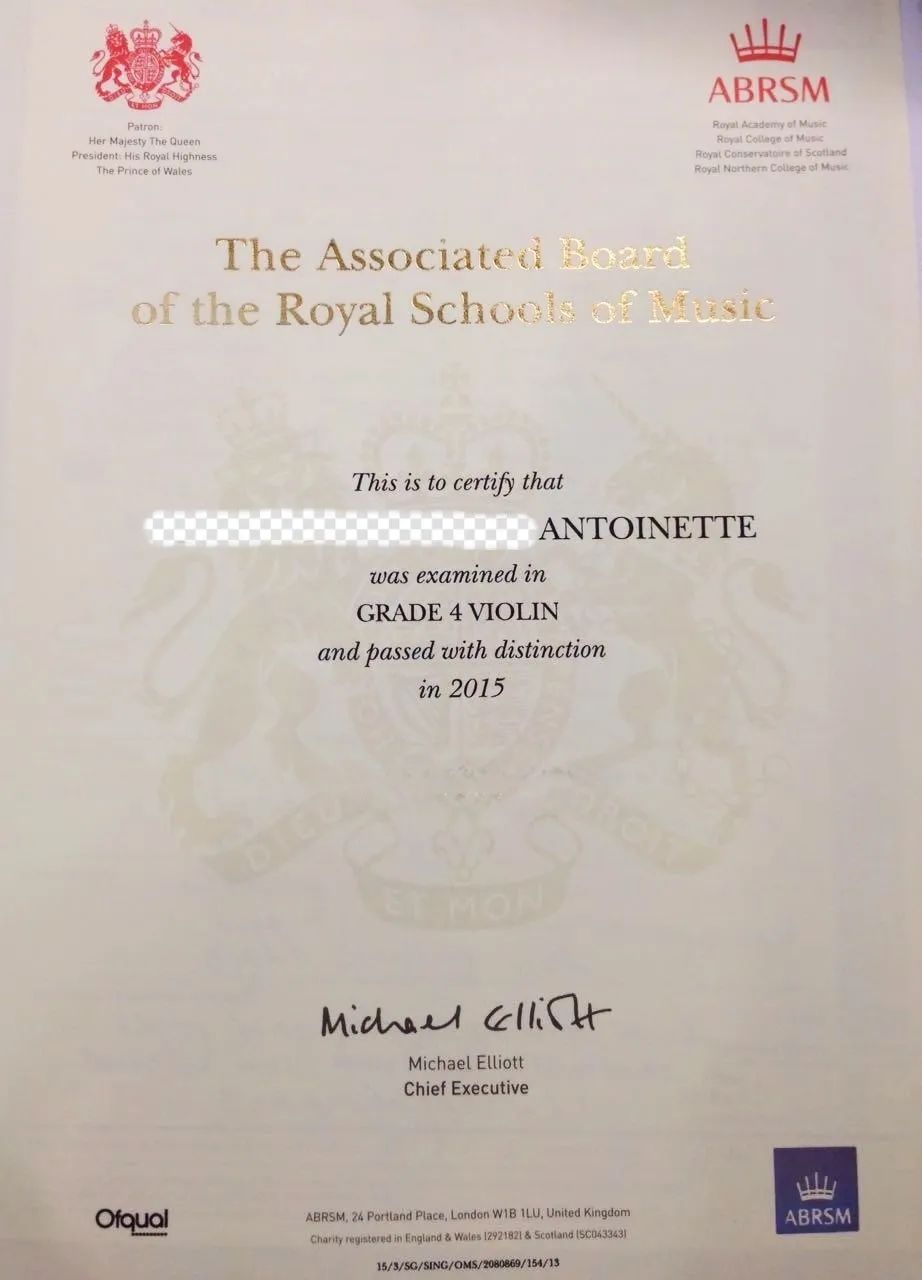 Patron:
Her Majesty The Queen
President: His Royal Highness
The Prince of Wales
ABRSM
Royal Academy of Music
Royal College of Music
Royal Conservatoire of Scotland
Royal Northern College of Music
The Associated Board
of the Royal Schools of Music
This is to certify that
ANTOINETTE
was examined in
GRADE 4 VIOLIN
and passed with distinction
in 2015
DIEU ET MON DROIT
Michael Elliott
Michael Elliott
Chief Executive
Ofqual
ABRSM, 24 Portland Place, London W1B 1LU, United Kingdom
Charity registered in England & Wales (292182) & Scotland (SC043343)
15/3/SG/SING/OMS/2080869/154/13
ABRSM